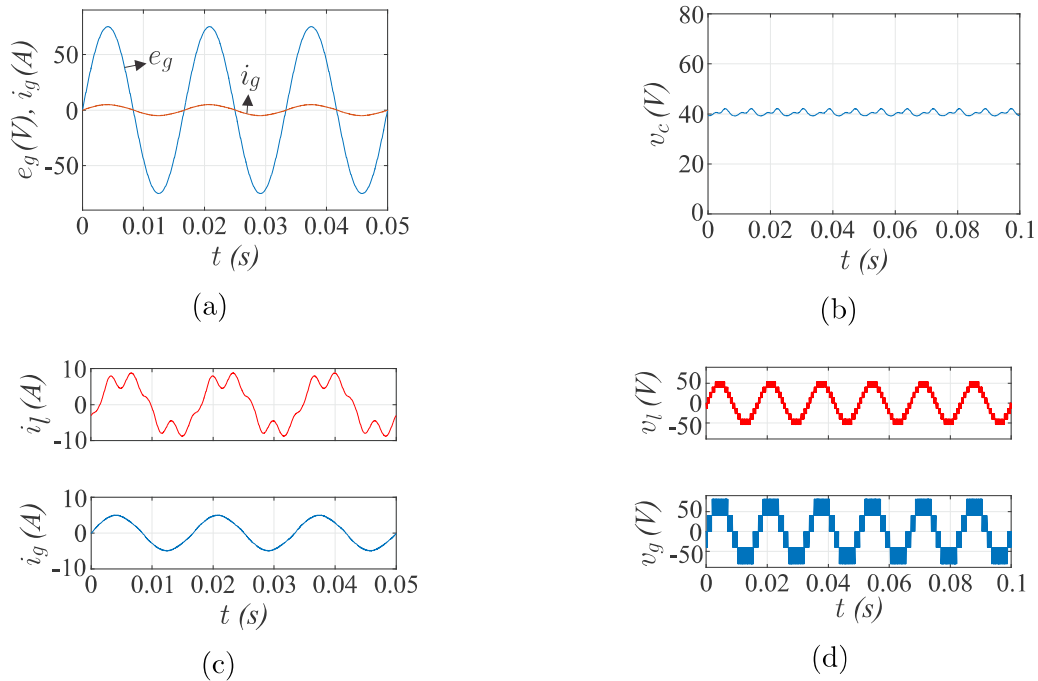 e_g (V), i_g (A)
50
0
-50
e_g
i_g
0 0.01 0.02 0.03 0.04 0.05
t (s)
(a)
v_c (V)
80
60
40
20
0
0 0.02 0.04 0.06 0.08 0.1
t (s)
(b)
i_l (A)
10
0
-10
i_g (A)
10
0
-10
0 0.01 0.02 0.03 0.04 0.05
t (s)
(c)
v_l (V)
50
0
-50
v_g (V)
50
0
-50
0 0.02 0.04 0.06 0.08 0.1
t (s)
(d)